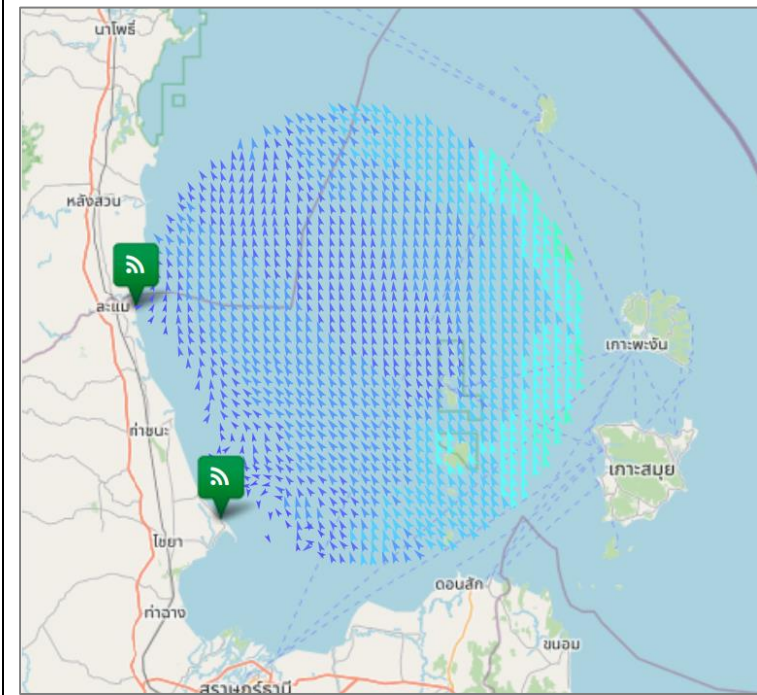 นาโพธิ์
หลังสวน
ละแม
เกาะพะงัน
ท่าชนะ
เกาะสมุย
ไชยา
ดอนสัก
ท่าฉาง
ขนอม
สุราษฎร์ธานี